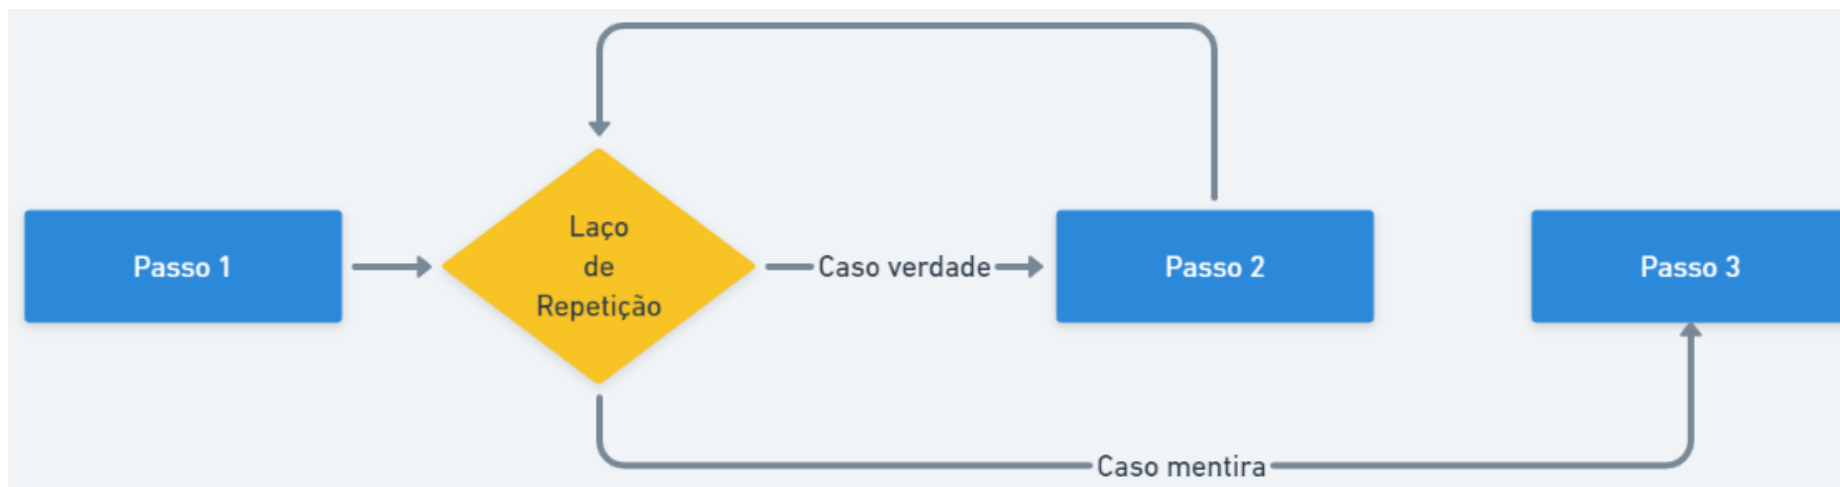 Passo 1
Laço
de
Repetição
Caso verdade
Passo 2
Passo 3
Caso mentira